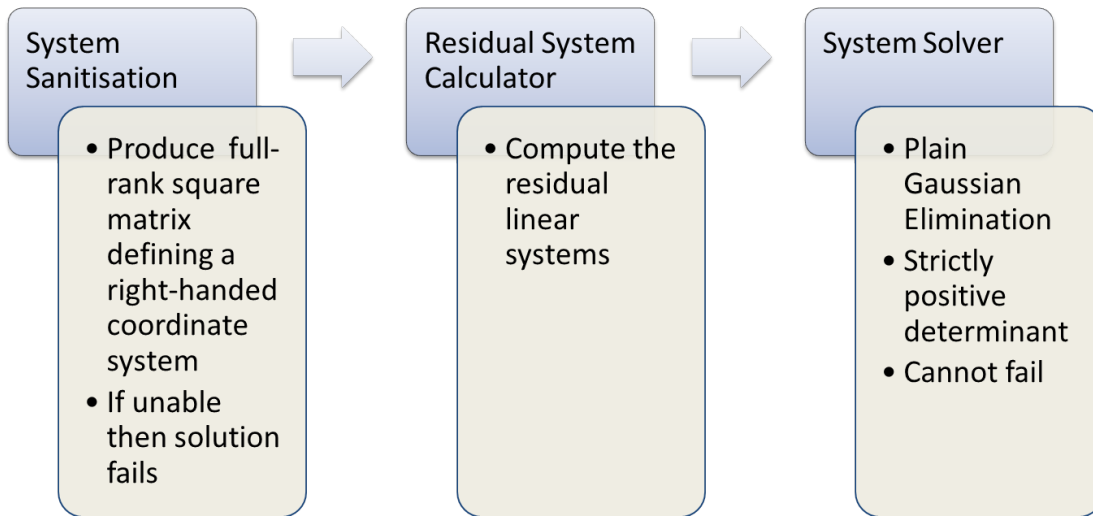 System
Sanitisation
• Produce full-
rank square
matrix
defining a
right-handed
coordinate
system
• If unable
then solution
fails
Residual System
Calculator
• Compute the
residual
linear
systems
System Solver
• Plain
Gaussian
Elimination
• Strictly
positive
determinant
• Cannot fail